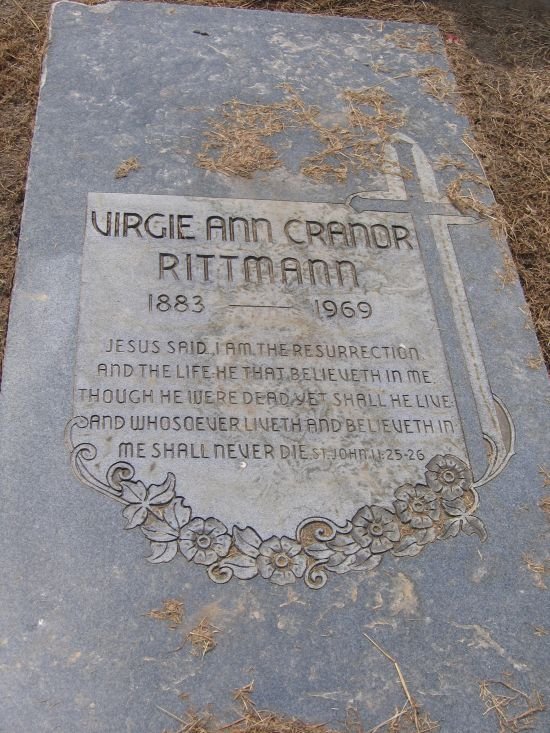 VIRGIE ANN CRANOR
RITTMANN
1883 — 1969
JESUS SAID, I AM THE RESURRECTION,
AND THE LIFE: HE THAT BELIEVETH IN ME,
THOUGH HE WERE DEAD, YET SHALL HE LIVE:
AND WHOSOEVER LIVETH AND BELIEVETH IN
ME SHALL NEVER DIE. ST. JOHN 11:25-26